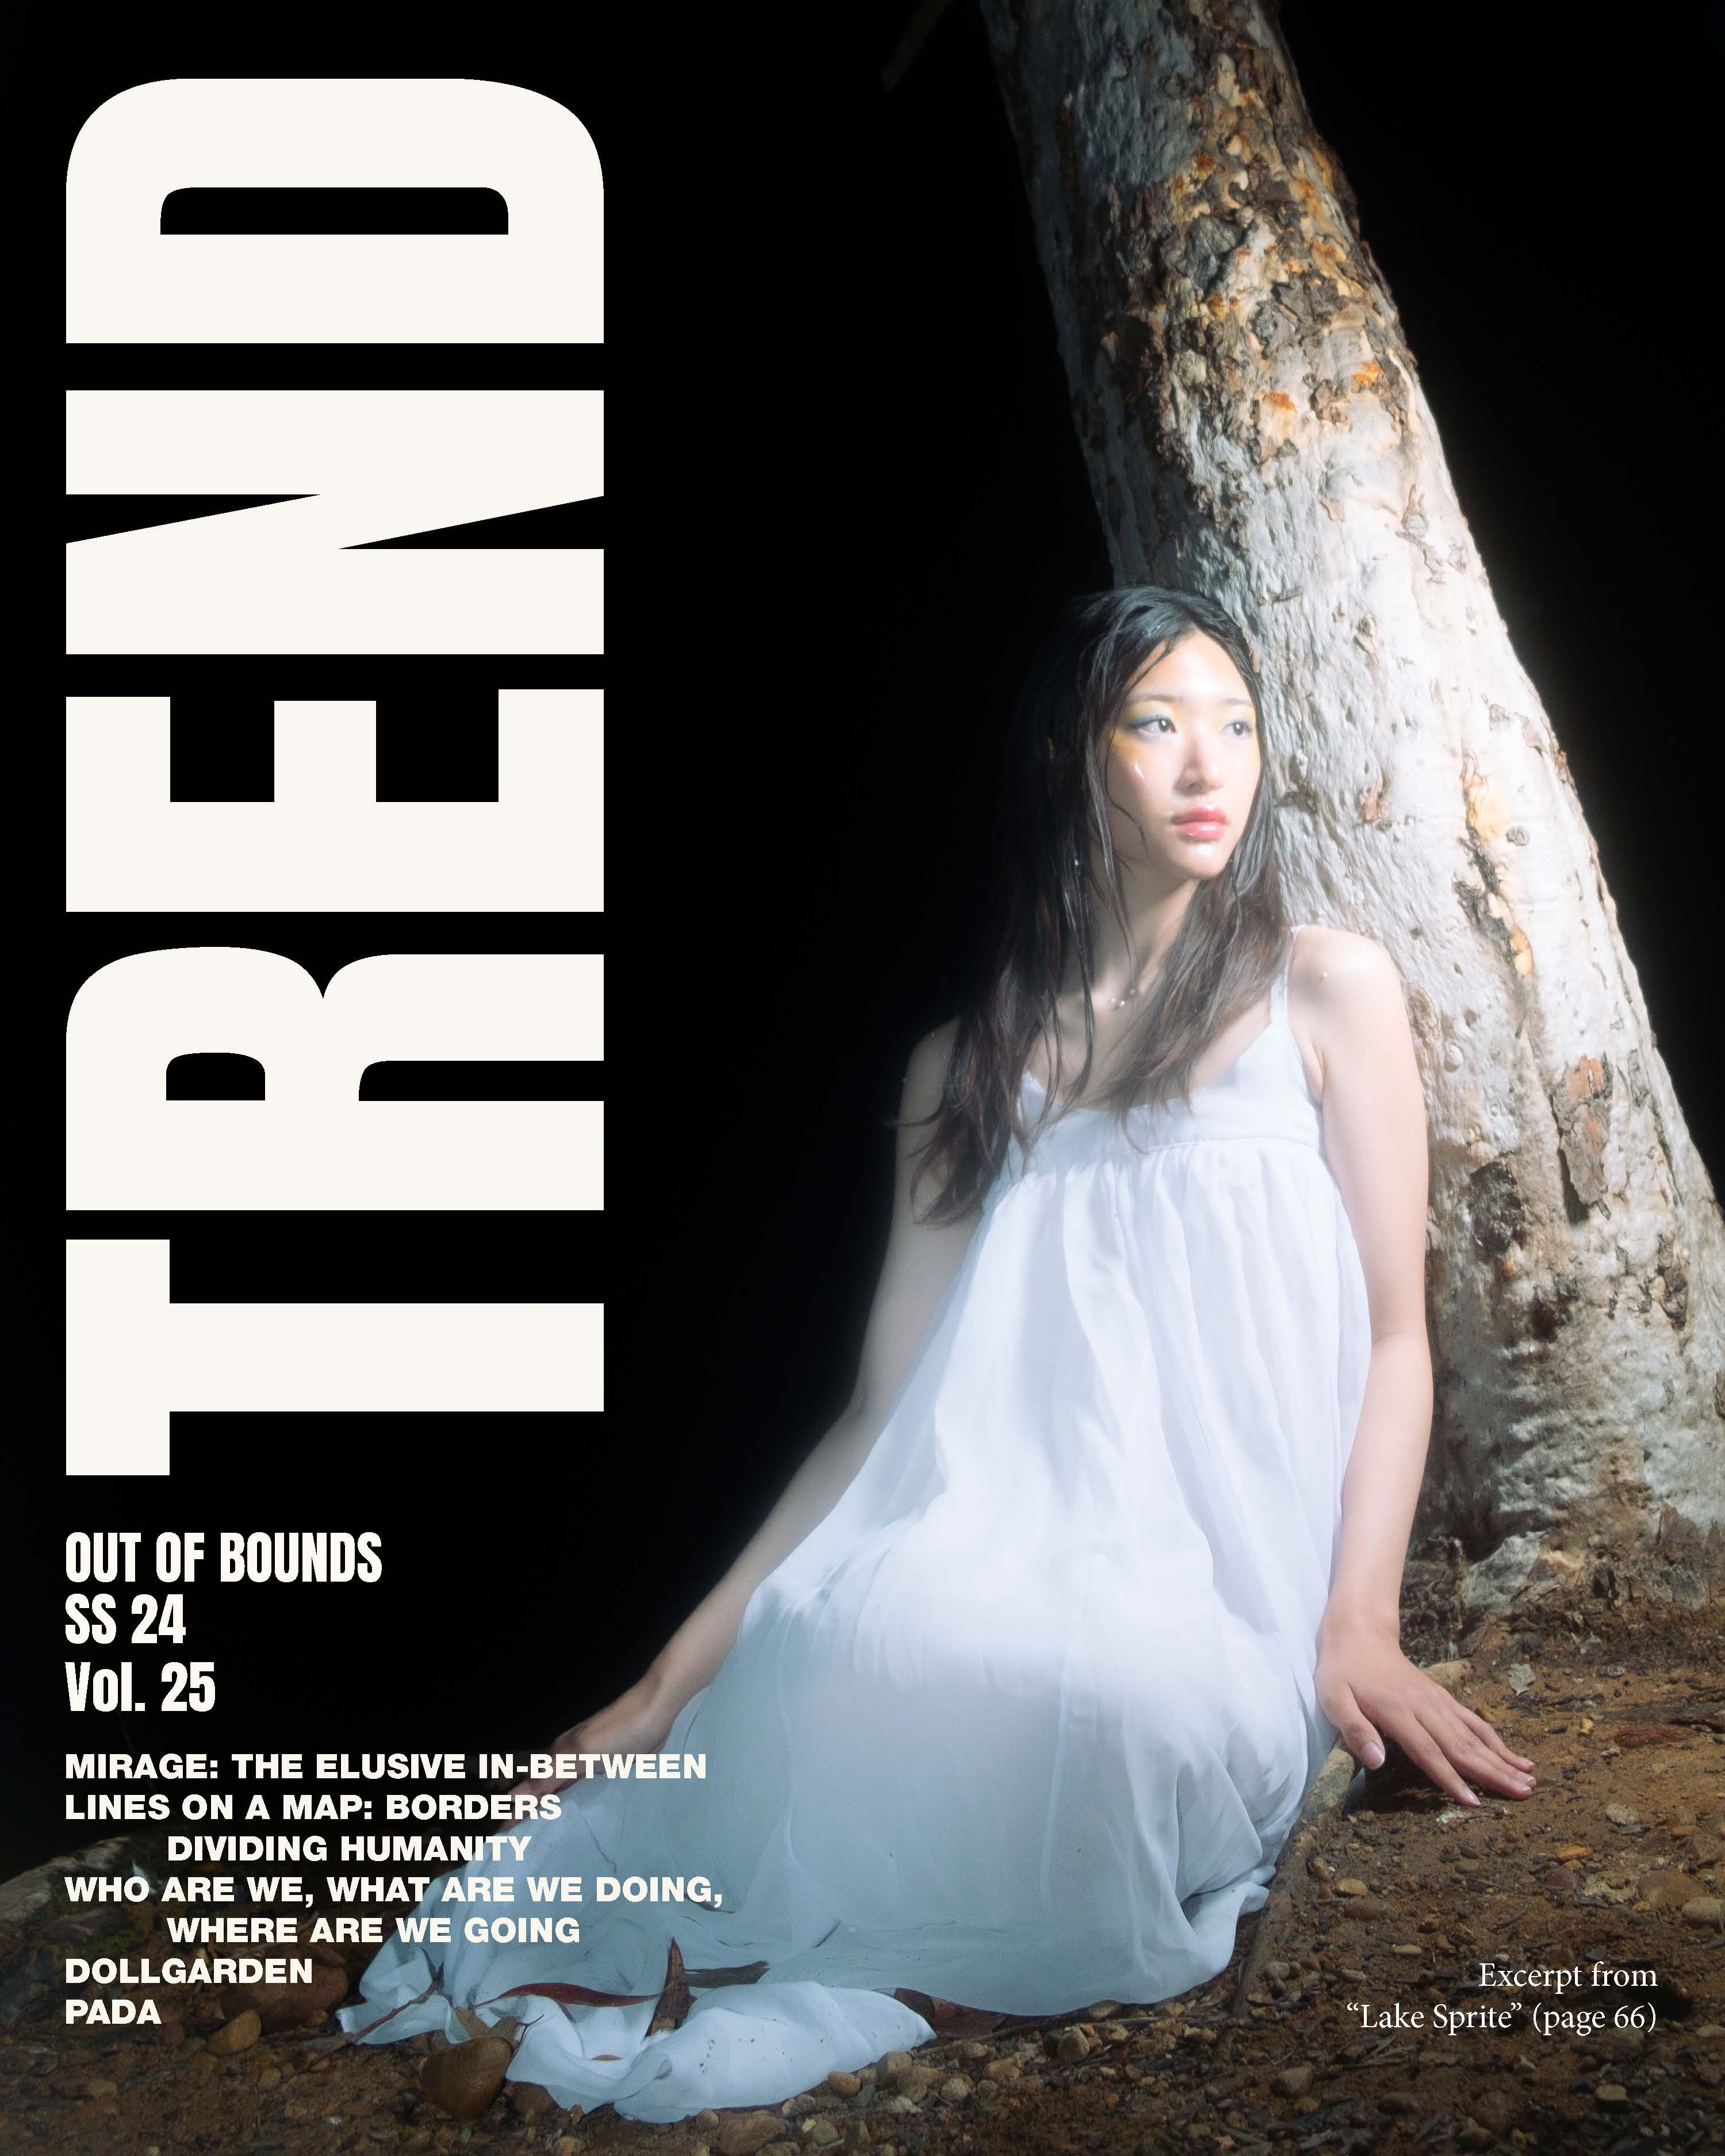 TREND
OUT OF BOUNDS
SS 24
Vol. 25
MIRAGE: THE ELUSIVE IN-BETWEEN
LINES ON A MAP: BORDERS
DIVIDING HUMANITY
WHO ARE WE, WHAT ARE WE DOING,
WHERE ARE WE GOING
DOLLGARDEN
PADA
Excerpt from
“Lake Sprite” (page 66)